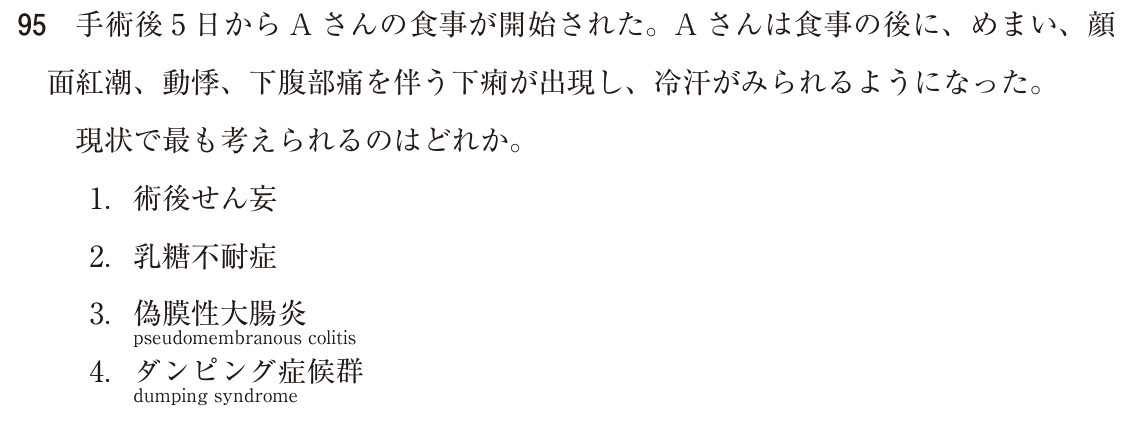 95 手術後5日からAさんの食事が開始された。Aさんは食事の後に、めまい、顔
面紅潮、動悸、下腹部痛を伴う下痢が出現し、冷汗がみられるようになった。
現状で最も考えられるのはどれか。
1. 術後せん妄
2. 乳糖不耐症
3. 偽膜性大腸炎
pseudomembranous colitis
4. ダンピング症候群
dumping syndrome